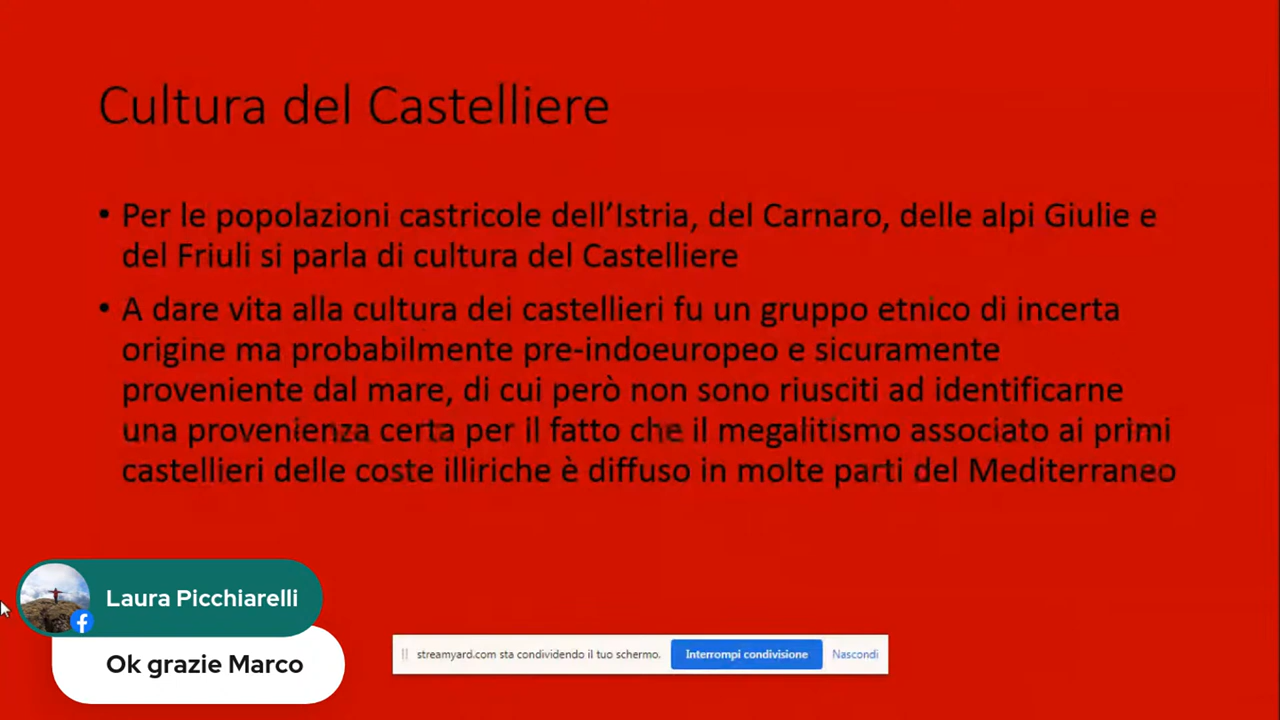 Cultura del Castelliere
• Per le popolazioni castricole dell’Istria, del Carnaro, delle alpi Giulie e
del Friuli si parla di cultura del Castelliere
• A dare vita alla cultura dei castellieri fu un gruppo etnico di incerta
origine ma probabilmente pre-indoeuropeo e sicuramente
proveniente dal mare, di cui però non sono riusciti ad identificarne
una provenienza certa per il fatto che il megalitismo associato ai primi
castellieri delle coste illiriche è diffuso in molte parti del Mediterraneo
Laura Picchiarelli
Ok grazie Marco
streamyard.com sta condividendo il tuo schermo. Interrompi condivisione Nascondi